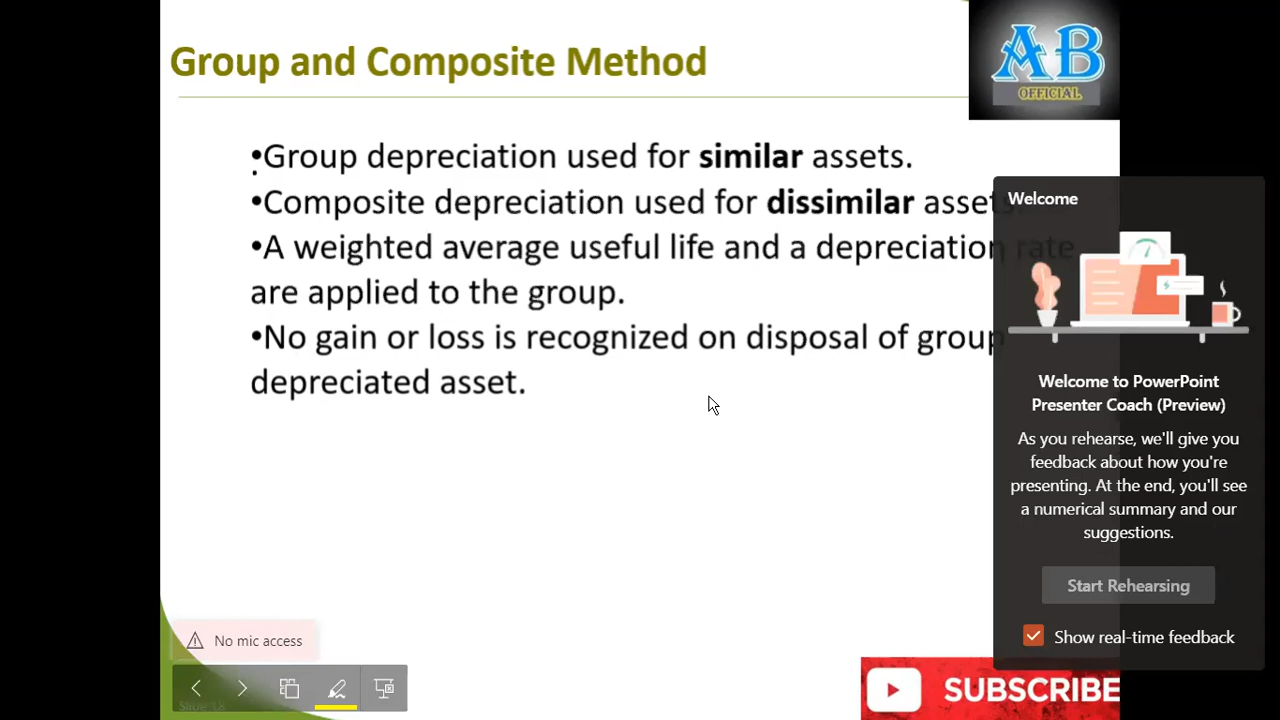 Group and Composite Method
AB
OFFICIAL
•Group depreciation used for similar assets.
•Composite depreciation used for dissimilar assets.
•A weighted average useful life and a depreciation rate
are applied to the group.
•No gain or loss is recognized on disposal of group
depreciated asset.
Welcome
Welcome to PowerPoint
Presenter Coach (Preview)
As you rehearse, we'll give you
feedback about how you're
presenting. At the end, you'll see
a numerical summary and our
suggestions.
Start Rehearsing
Show real-time feedback
No mic access
Slide 18
SUBSCRIBE